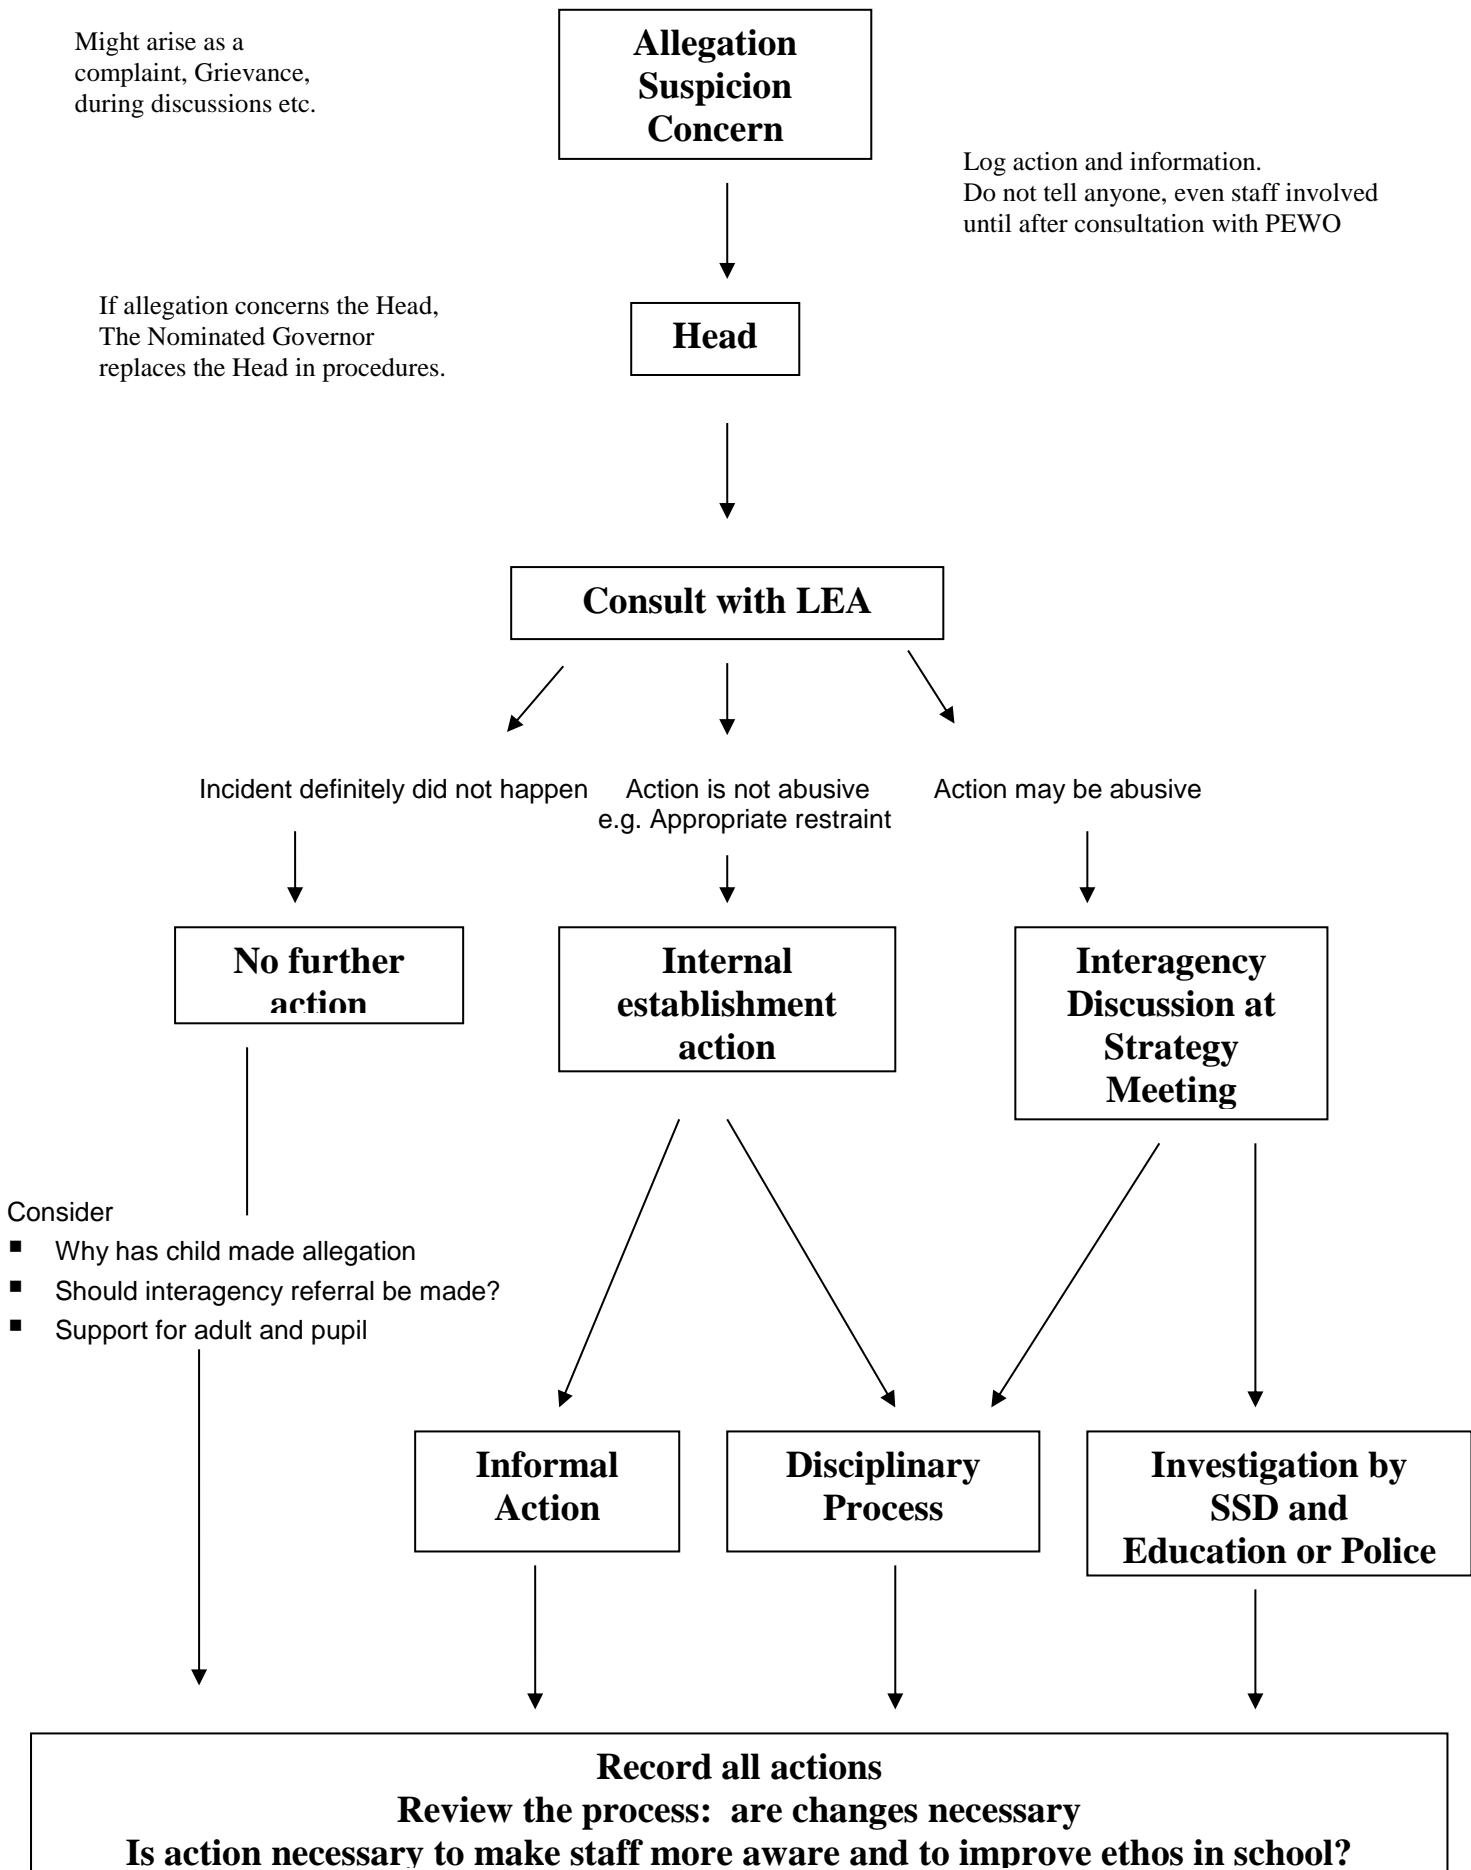 Might arise as a
complaint, Grievance,
during discussions etc.
Allegation
Suspicion
Concern
Log action and information.
Do not tell anyone, even staff involved
until after consultation with PEWO
If allegation concerns the Head,
The Nominated Governor
replaces the Head in procedures.
Head
Consult with LEA
Incident definitely did not happen
Action is not abusive
e.g. Appropriate restraint
Action may be abusive
No further
action
Internal
establishment
action
Interagency
Discussion at
Strategy
Meeting
Consider
▪ Why has child made allegation
▪ Should interagency referral be made?
▪ Support for adult and pupil
Informal
Action
Disciplinary
Process
Investigation by
SSD and
Education or Police
Record all actions
Review the process: are changes necessary
Is action necessary to make staff more aware and to improve ethos in school?